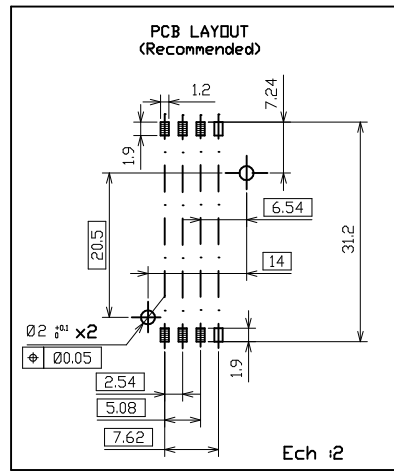 PCB LAYOUT
(Recommended)
1.2
7.24
1.9
6.54
31.2
20.5
14
Ø2 +0.1 0 x2
⌖ Ø0.05
1.9
2.54
5.08
7.62
Ech :2